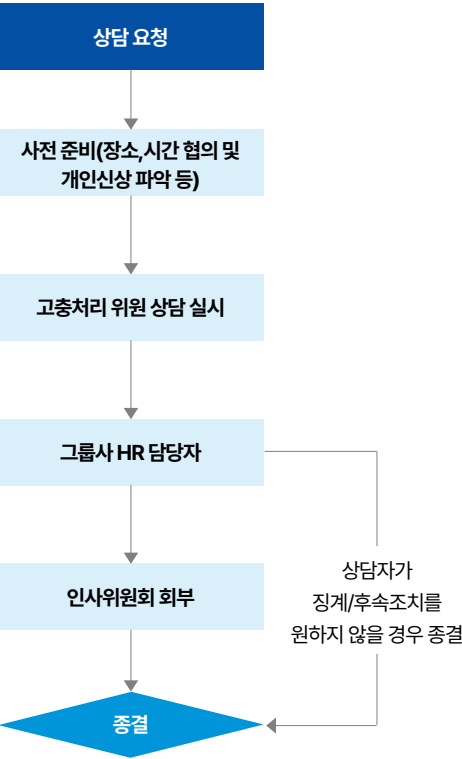 상담 요청
사전 준비(장소,시간 협의 및
개인신상 파악 등)
고충처리 위원 상담 실시
그룹사 HR 담당자
인사위원회 회부
상담자가
징계/후속조치를
원하지 않을 경우 종결
종결